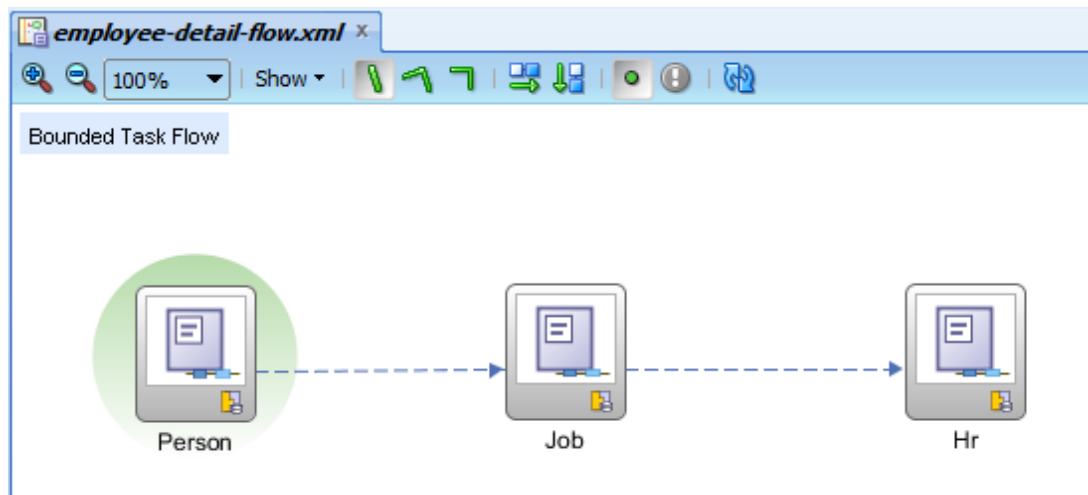 employee-detail-flow.xml x
100% Show
Bounded Task Flow
Person Job Hr